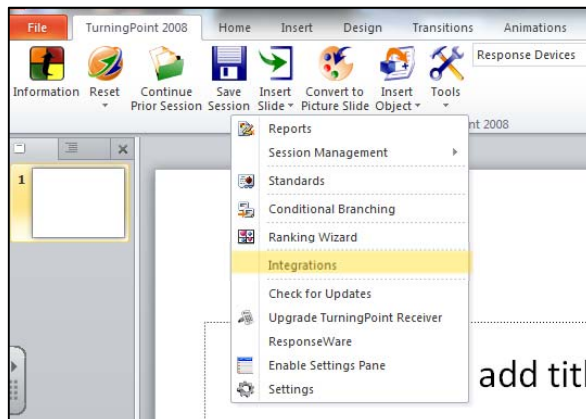 File TurningPoint 2008 Home Insert Design Transitions Animations
Information Reset Continue Prior Session Save Session Insert Slide Convert to Picture Slide Insert Object Tools
Response Devices
nt 2008
Reports
Session Management
Standards
Conditional Branching
Ranking Wizard
Integrations
Check for Updates
Upgrade TurningPoint Receiver
ResponseWare
Enable Settings Pane
Settings
1
add titl